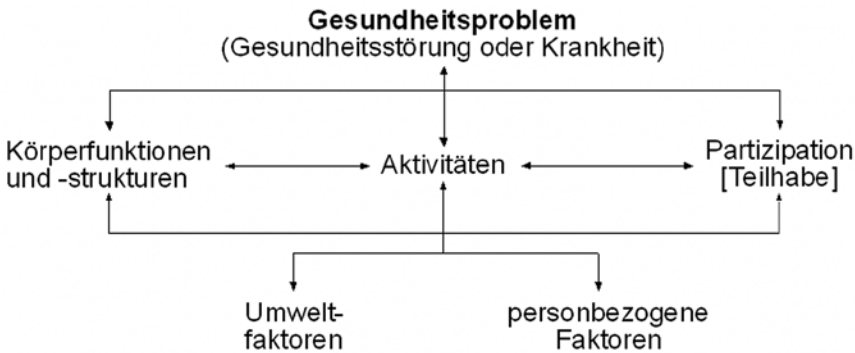 Gesundheitsproblem
(Gesundheitsstörung oder Krankheit)
Körperfunktionen
und -strukturen
Aktivitäten
Partizipation
[Teilhabe]
Umwelt-
faktoren
personbezogene
Faktoren